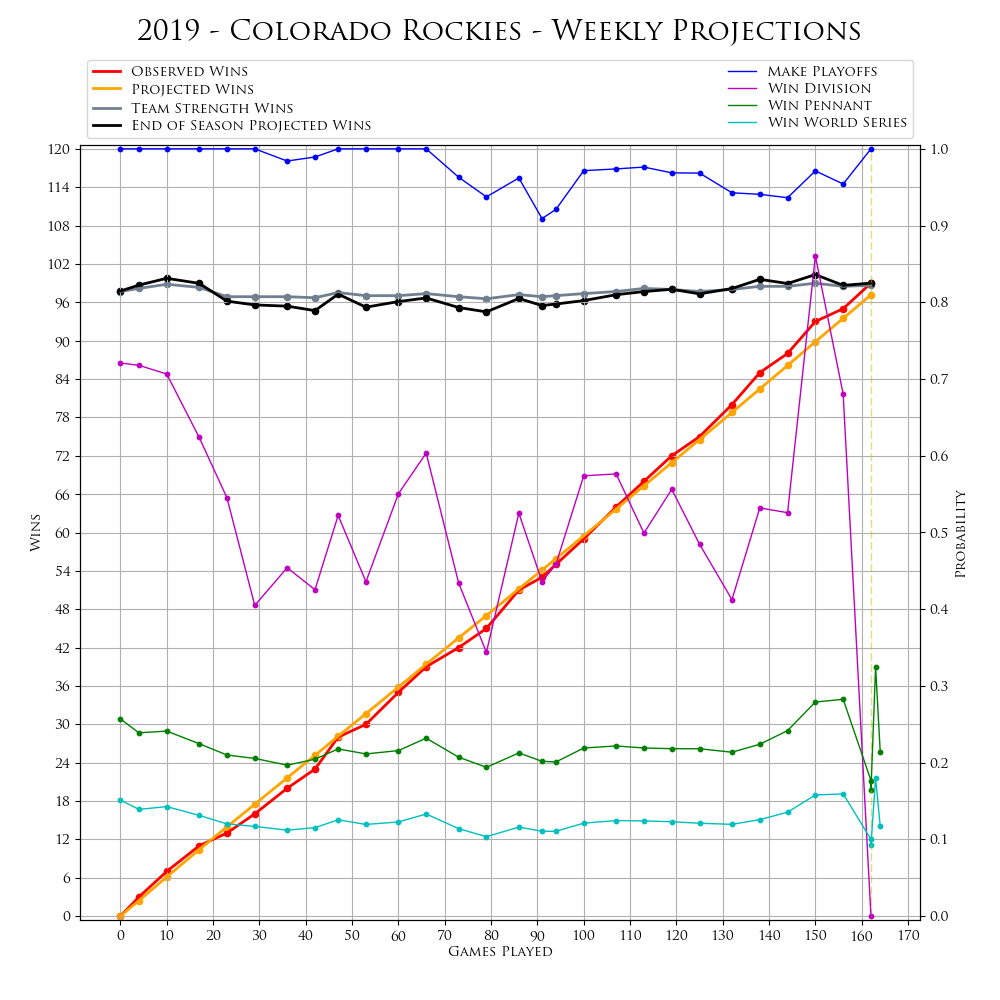 2019 - Colorado Rockies - Weekly Projections
Observed Wins
Projected Wins
Team Strength Wins
End of Season Projected Wins
Make Playoffs
Win Division
Win Pennant
Win World Series
120
114
108
102
96
90
84
78
72
66
60
54
48
42
36
30
24
18
12
6
0
Wins
1.0
0.9
0.8
0.7
0.6
0.5
0.4
0.3
0.2
0.1
0.0
Probability
0 10 20 30 40 50 60 70 80 90 100 110 120 130 140 150 160 170
Games Played